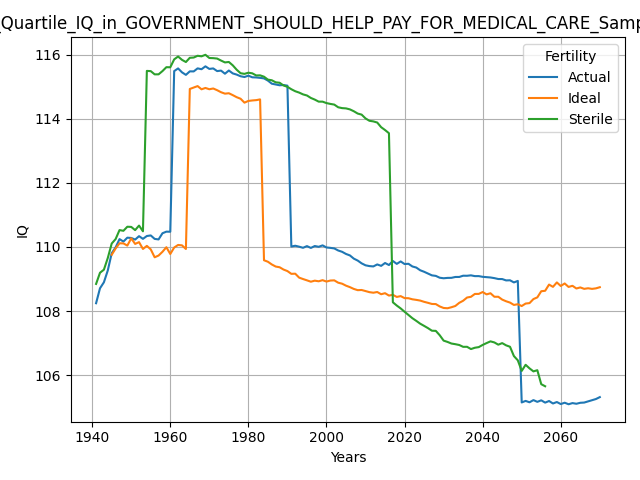 _Quartile_IQ_in_GOVERNMENT_SHOULD_HELP_PAY_FOR_MEDICAL_CARE_Samp
Fertility
Actual
Ideal
Sterile
116
114
112
110
108
106
IQ
1940 1960 1980 2000 2020 2040 2060
Years